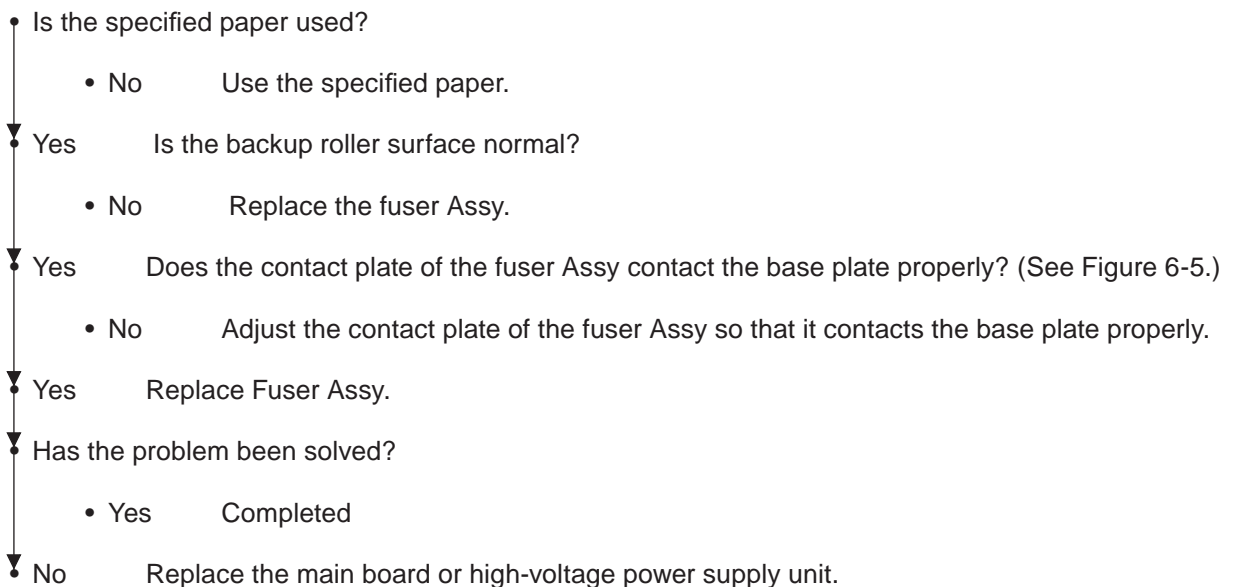 • Is the specified paper used?
• No Use the specified paper.
• Yes Is the backup roller surface normal?
• No Replace the fuser Assy.
• Yes Does the contact plate of the fuser Assy contact the base plate properly? (See Figure 6-5.)
• No Adjust the contact plate of the fuser Assy so that it contacts the base plate properly.
• Yes Replace Fuser Assy.
• Has the problem been solved?
• Yes Completed
• No Replace the main board or high-voltage power supply unit.